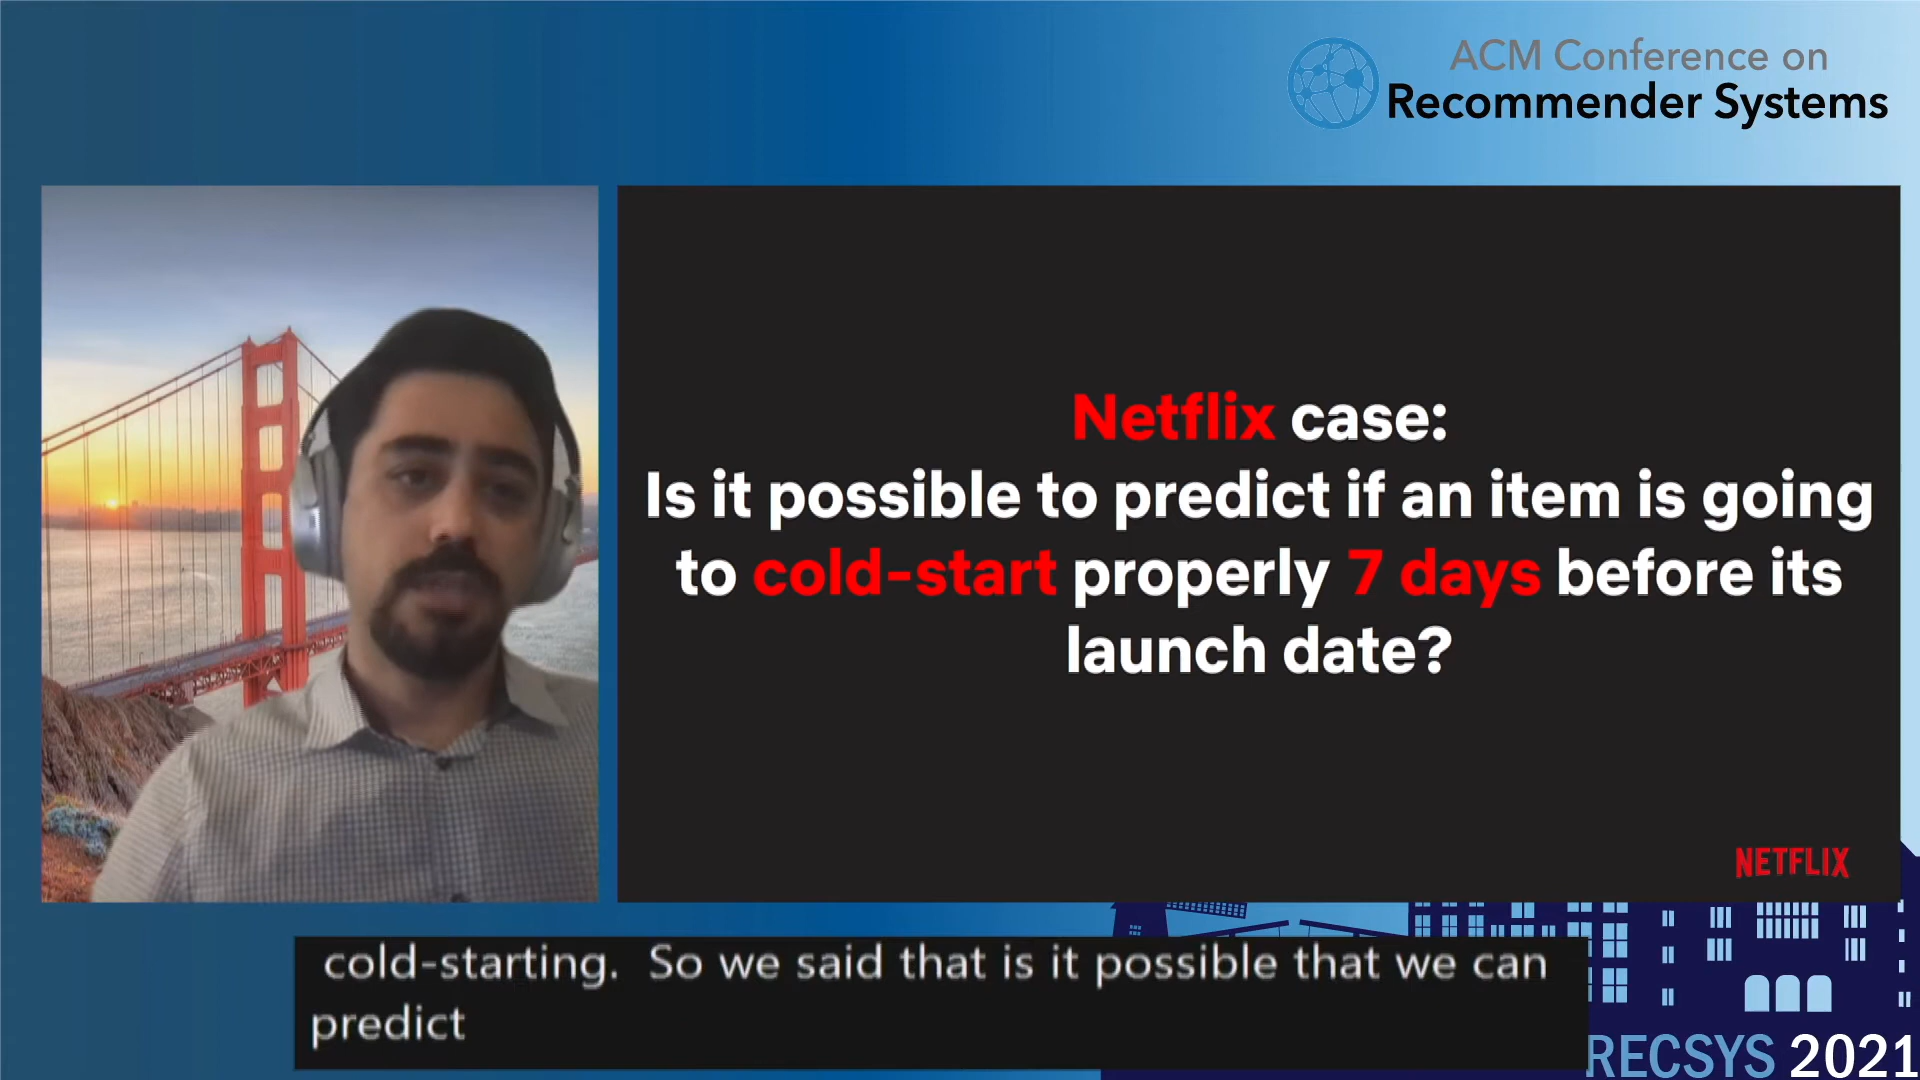 ACM Conference on
Recommender Systems
Netflix case:
Is it possible to predict if an item is going
to cold-start properly 7 days before its
launch date?
NETFLIX
cold-starting.  So we said that is it possible that we can
predict
RECSYS 2021